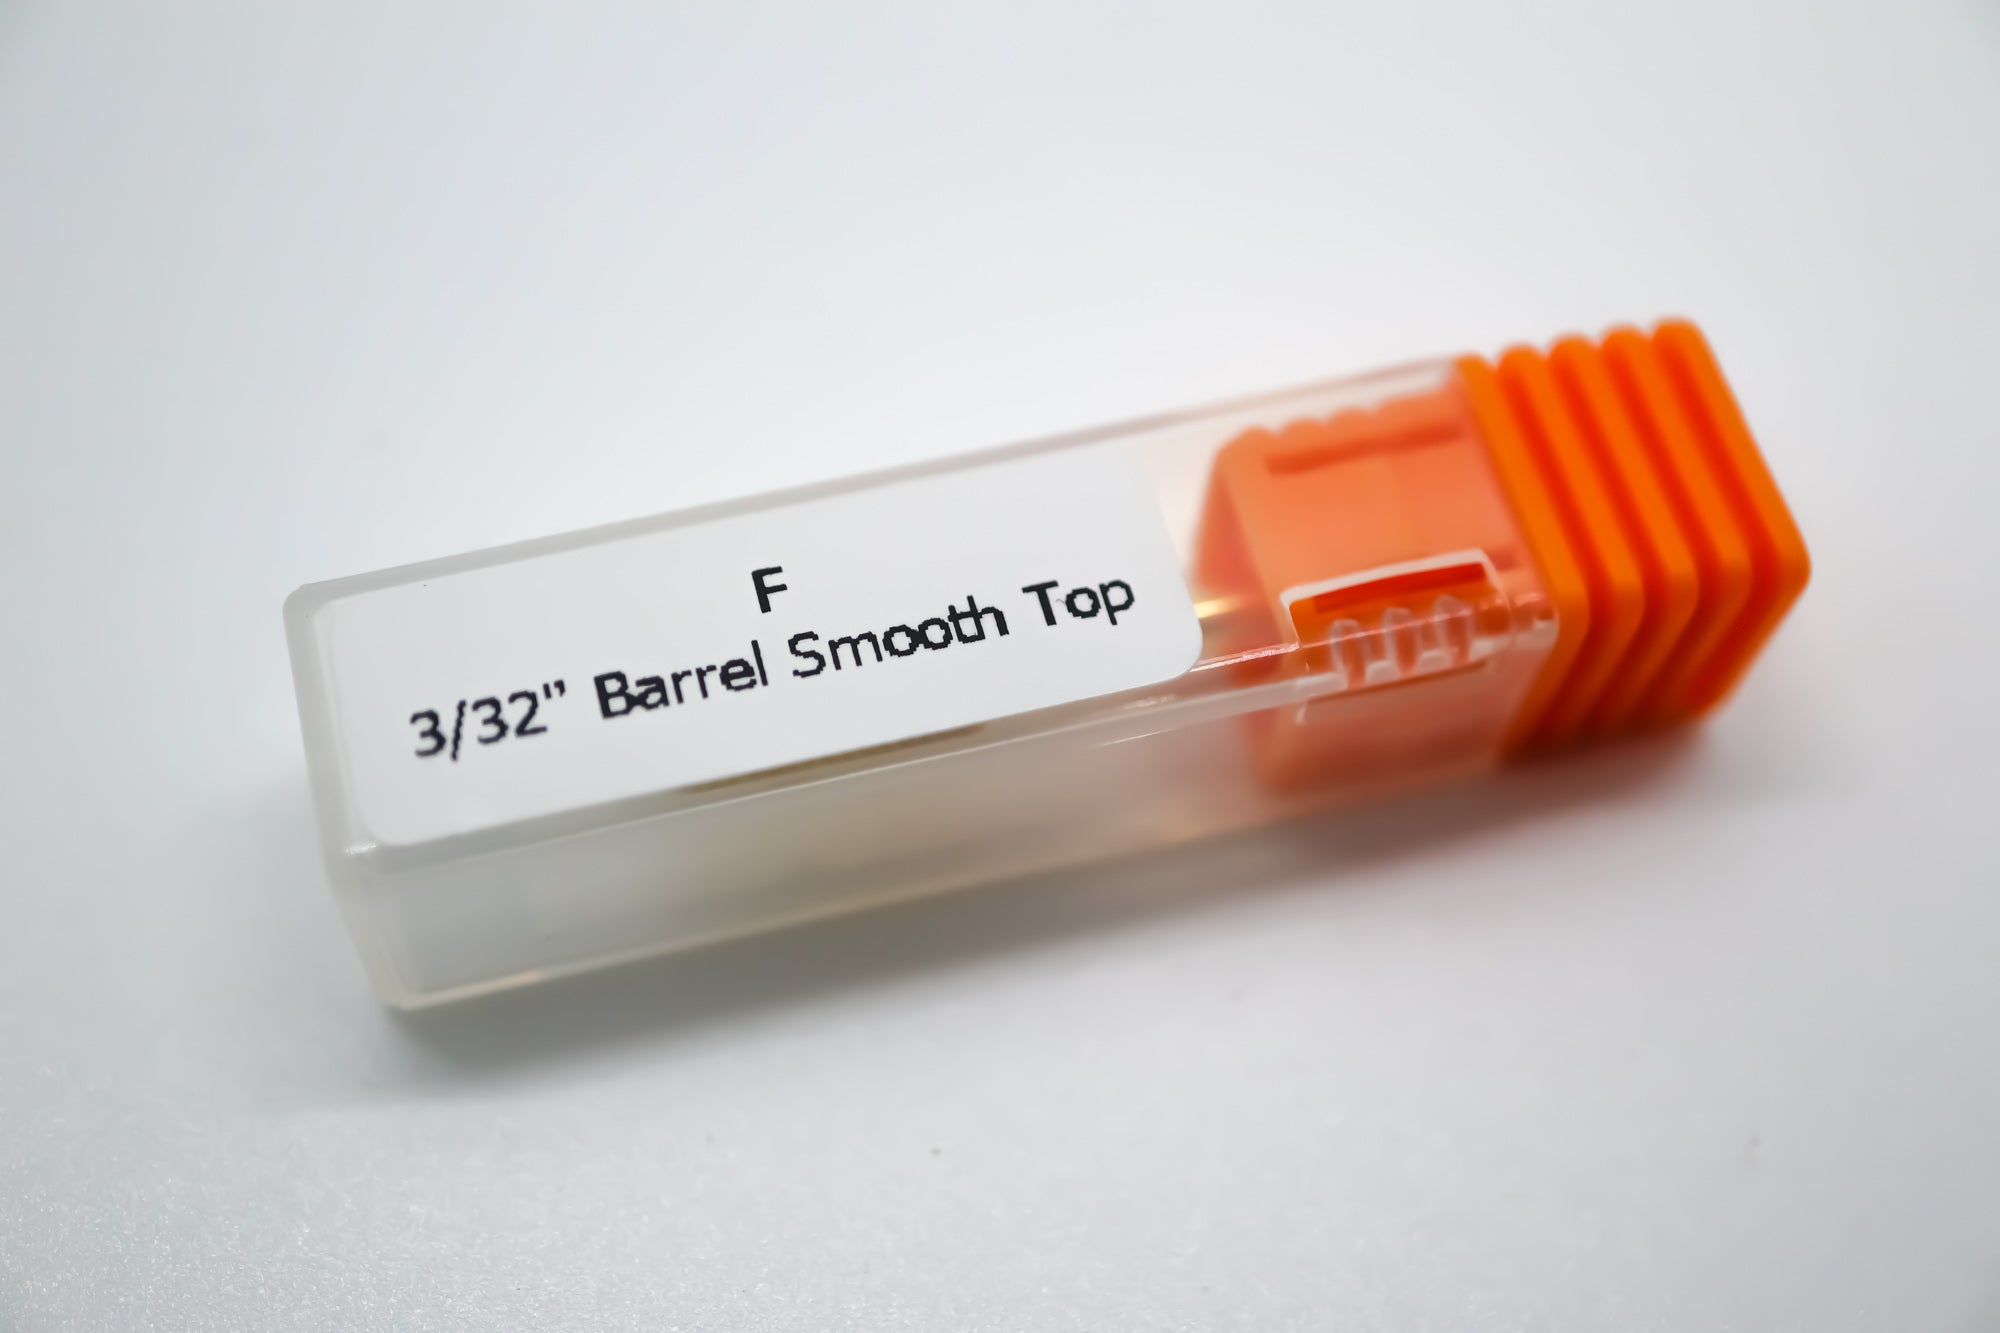 F
3/32" Barrel Smooth Top